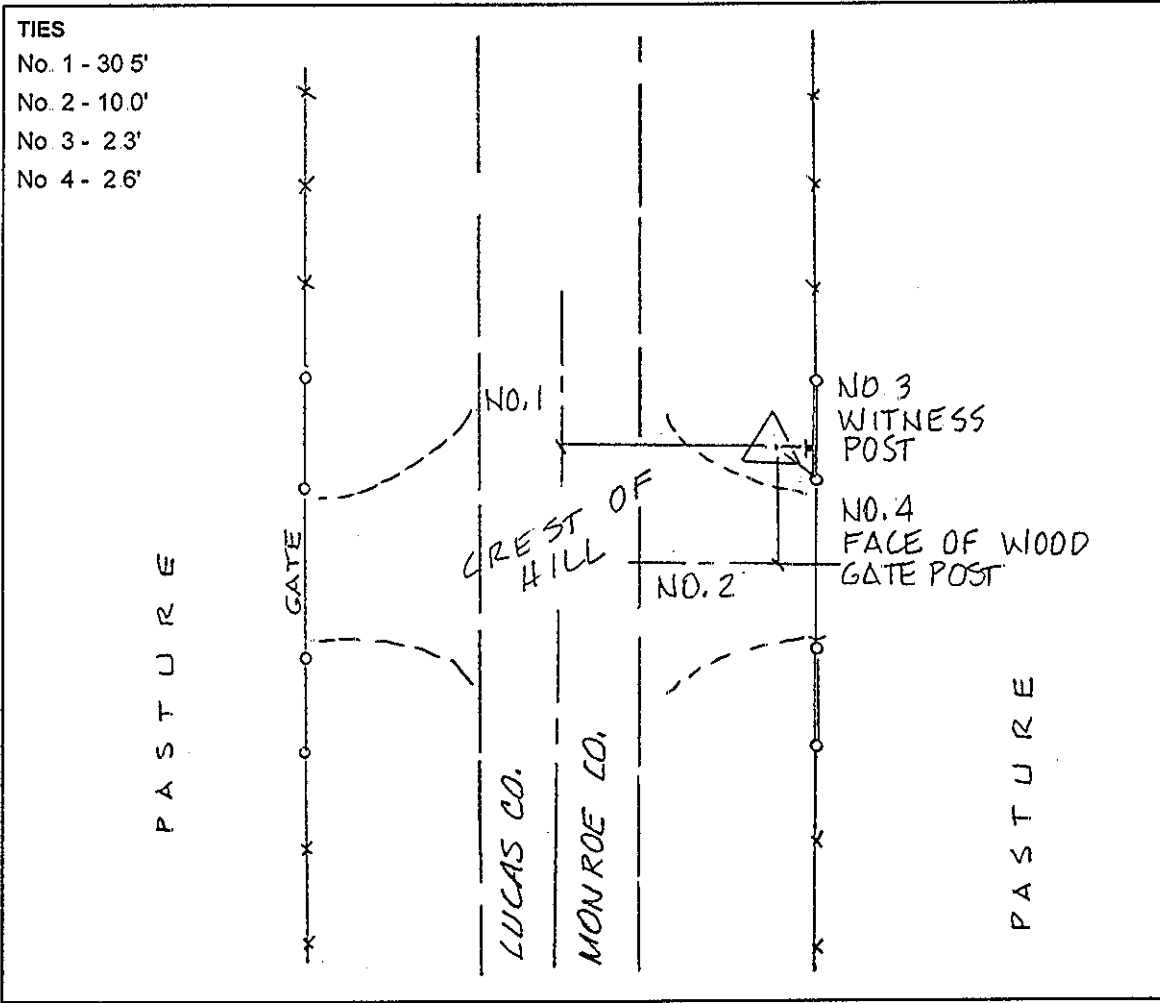 TIES
No. 1 - 30 5'
No. 2 - 10.0'
No. 3 - 2.3'
No 4 - 2.6'
NO. 1
NO. 3
WITNESS
POST
CREST OF
HILL
NO. 4
FACE OF WOOD
GATE POST
NO. 2
GATE
PASTURE
LUCAS CO.
MONROE CO.
PASTURE